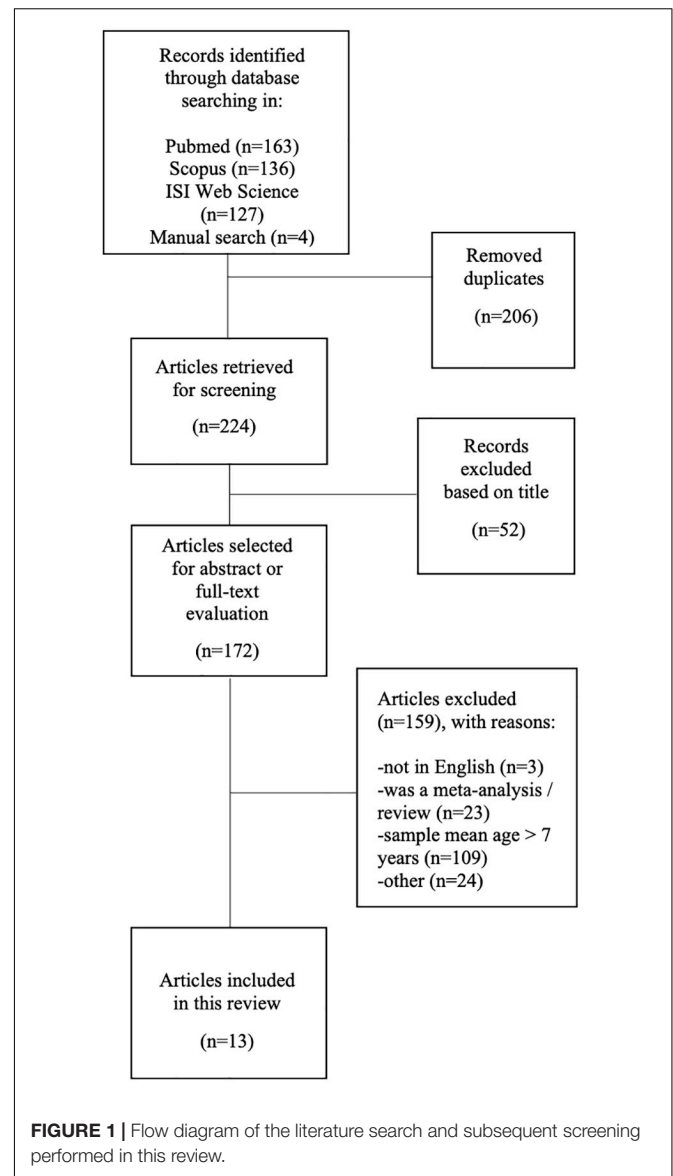 Records identified
through database
searching in:
Pubmed (n=163)
Scopus (n=136)
ISI Web Science
(n=127)
Manual search (n=4)
Removed
duplicates
(n=206)
Articles retrieved
for screening
(n=224)
Records
excluded
based on title
(n=52)
Articles selected
for abstract or
full-text
evaluation
(n=172)
Articles excluded
(n=159), with reasons:
-not in English (n=3)
-was a meta-analysis /
review (n=23)
-sample mean age > 7
years (n=109)
-other (n=24)
Articles included
in this review
(n=13)
FIGURE 1 | Flow diagram of the literature search and subsequent screening
performed in this review.